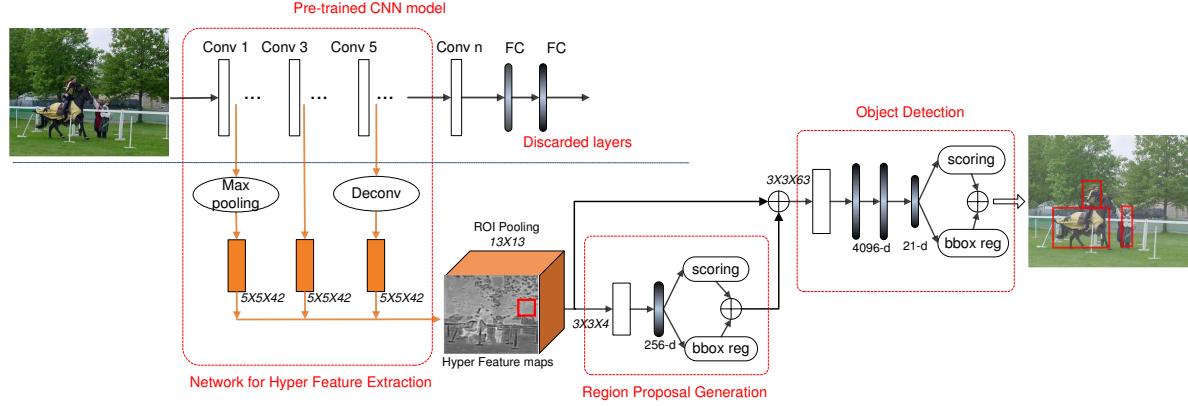 Pre-trained CNN model
Conv 1
Conv 3
Conv 5
Conv n
FC
FC
...
...
...
Discarded layers
Max
pooling
Deconv
5X5X42
5X5X42
5X5X42
Network for Hyper Feature Extraction
ROI Pooling
13X13
Hyper Feature maps
3X3X4
256-d
scoring
bbox reg
Region Proposal Generation
Object Detection
3X3X63
4096-d
21-d
scoring
bbox reg